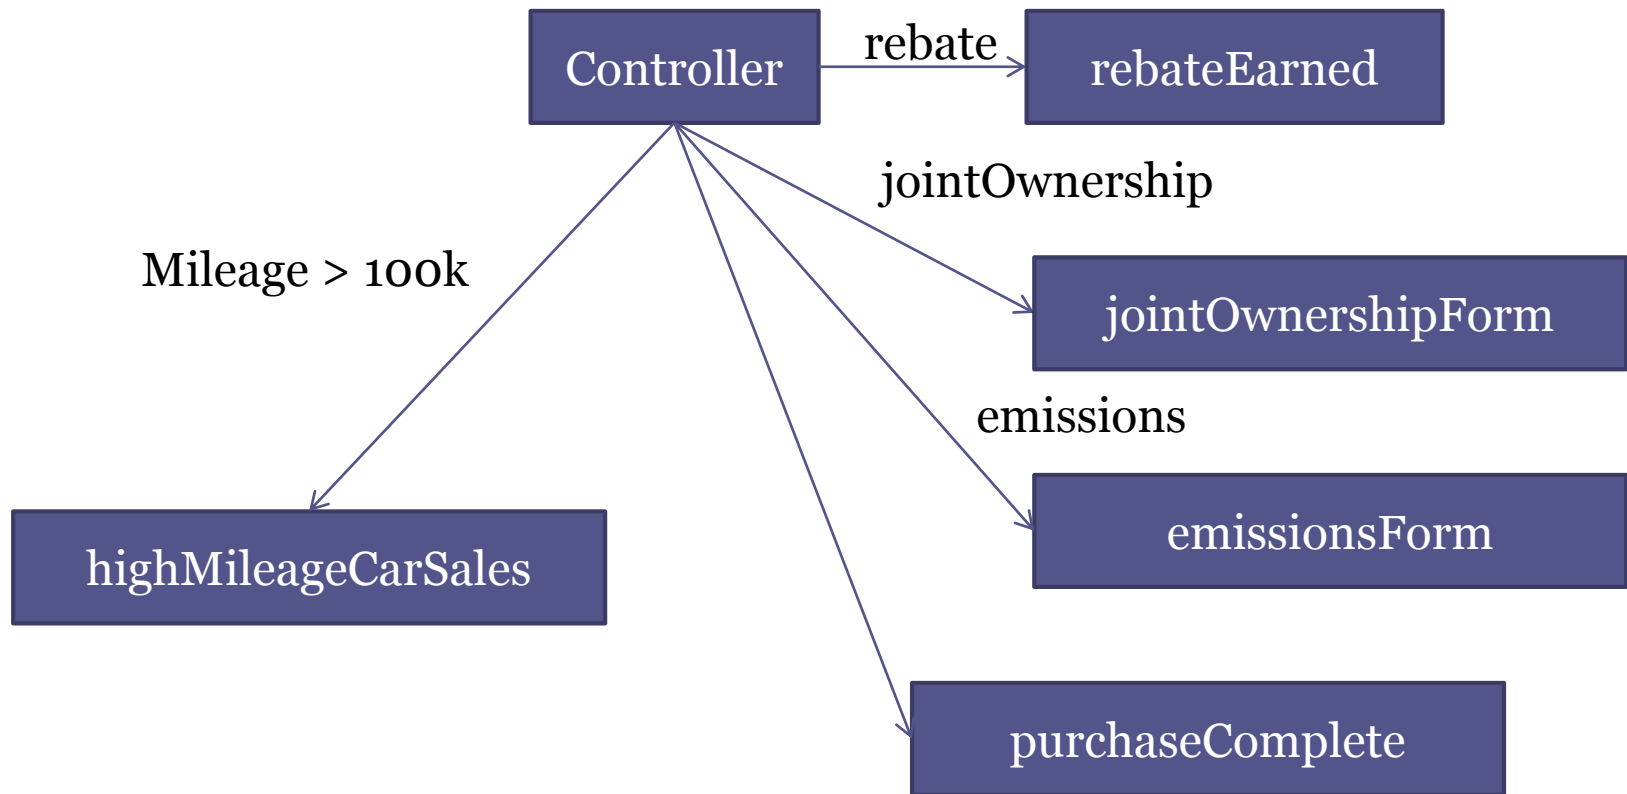 Controller
rebate
rebateEarned
jointOwnership
Mileage > 100k
jointOwnershipForm
emissions
emissionsForm
highMileageCarSales
purchaseComplete